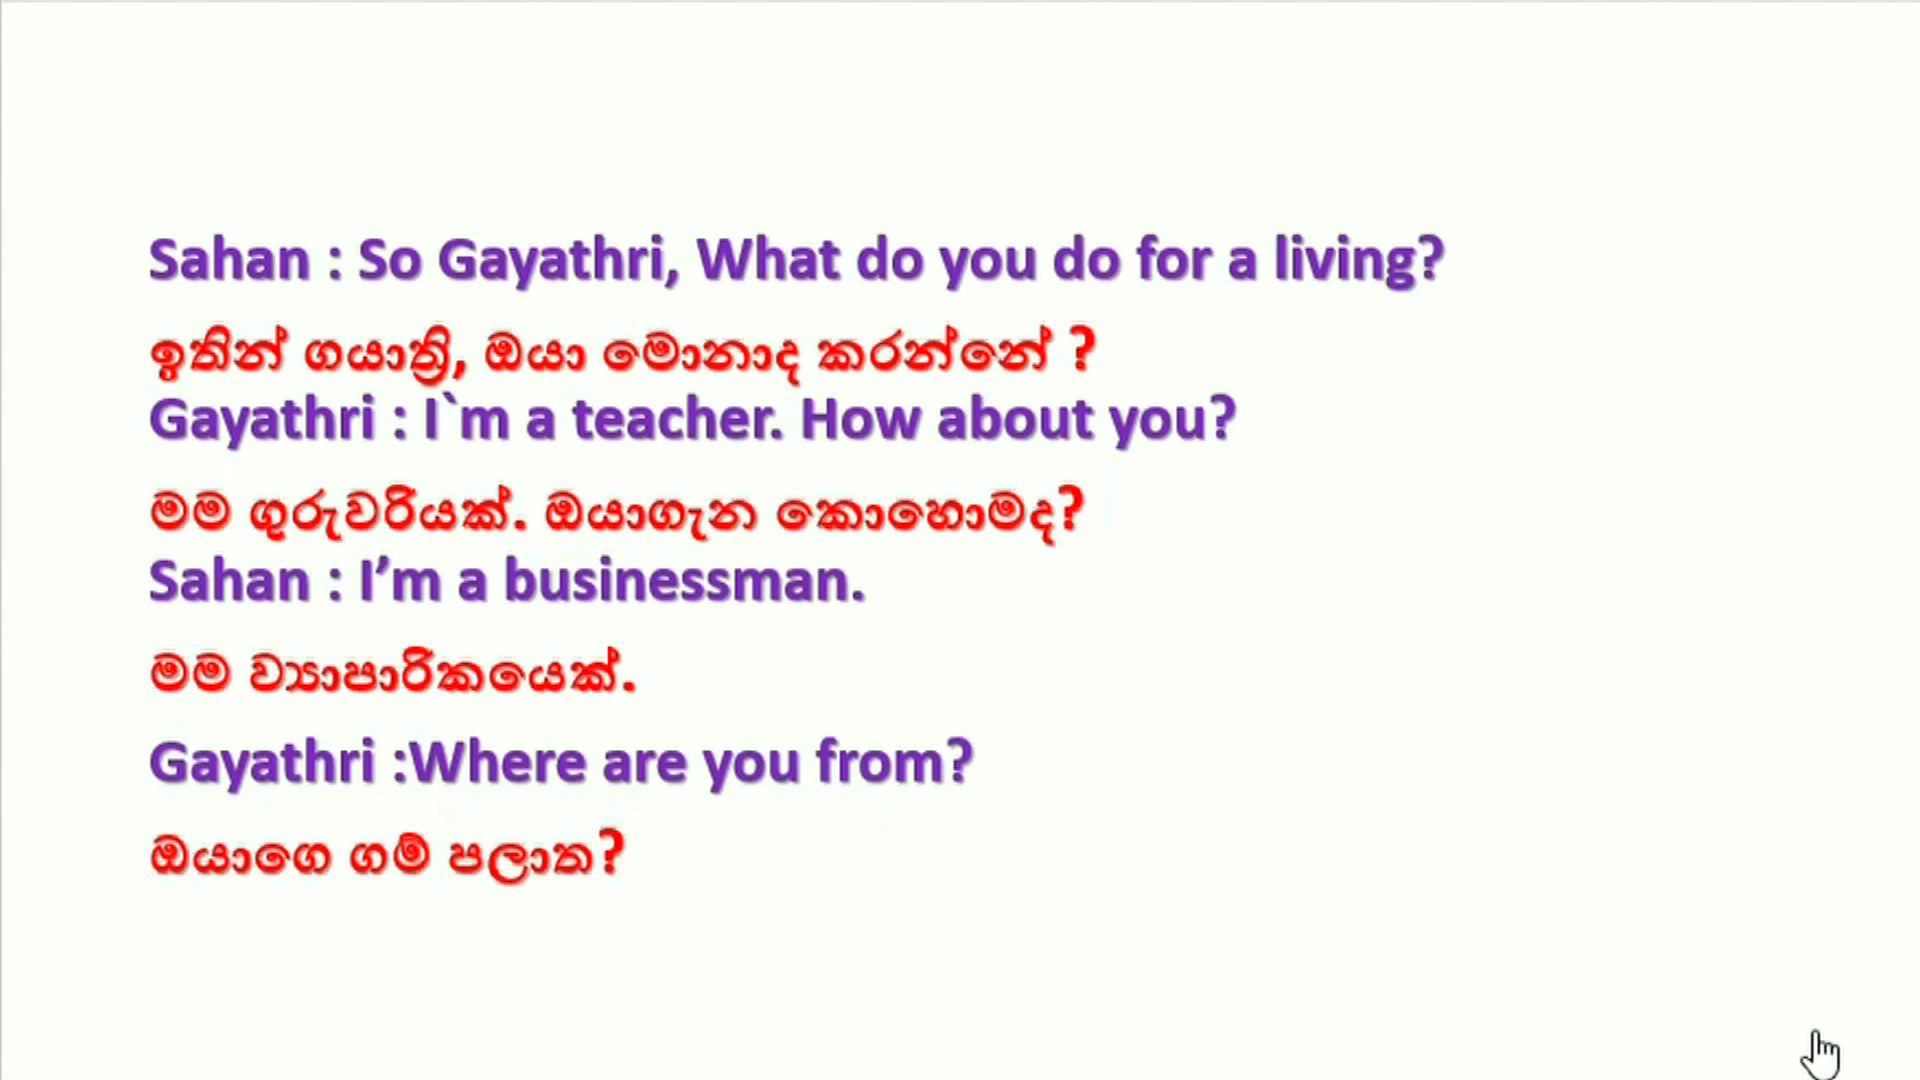 Sahan : So Gayathri, What do you do for a living?
ඉතින් ගයාත්‍රි, ඔයා මොනාද කරන්නේ ?
Gayathri : I`m a teacher. How about you?
මම ගුරුවරියක්. ඔයාගැන කොහොමද?
Sahan : I’m a businessman.
මම ව්‍යාපාරිකයෙක්.
Gayathri :Where are you from?
ඔයාගෙ ගම් පලාත?